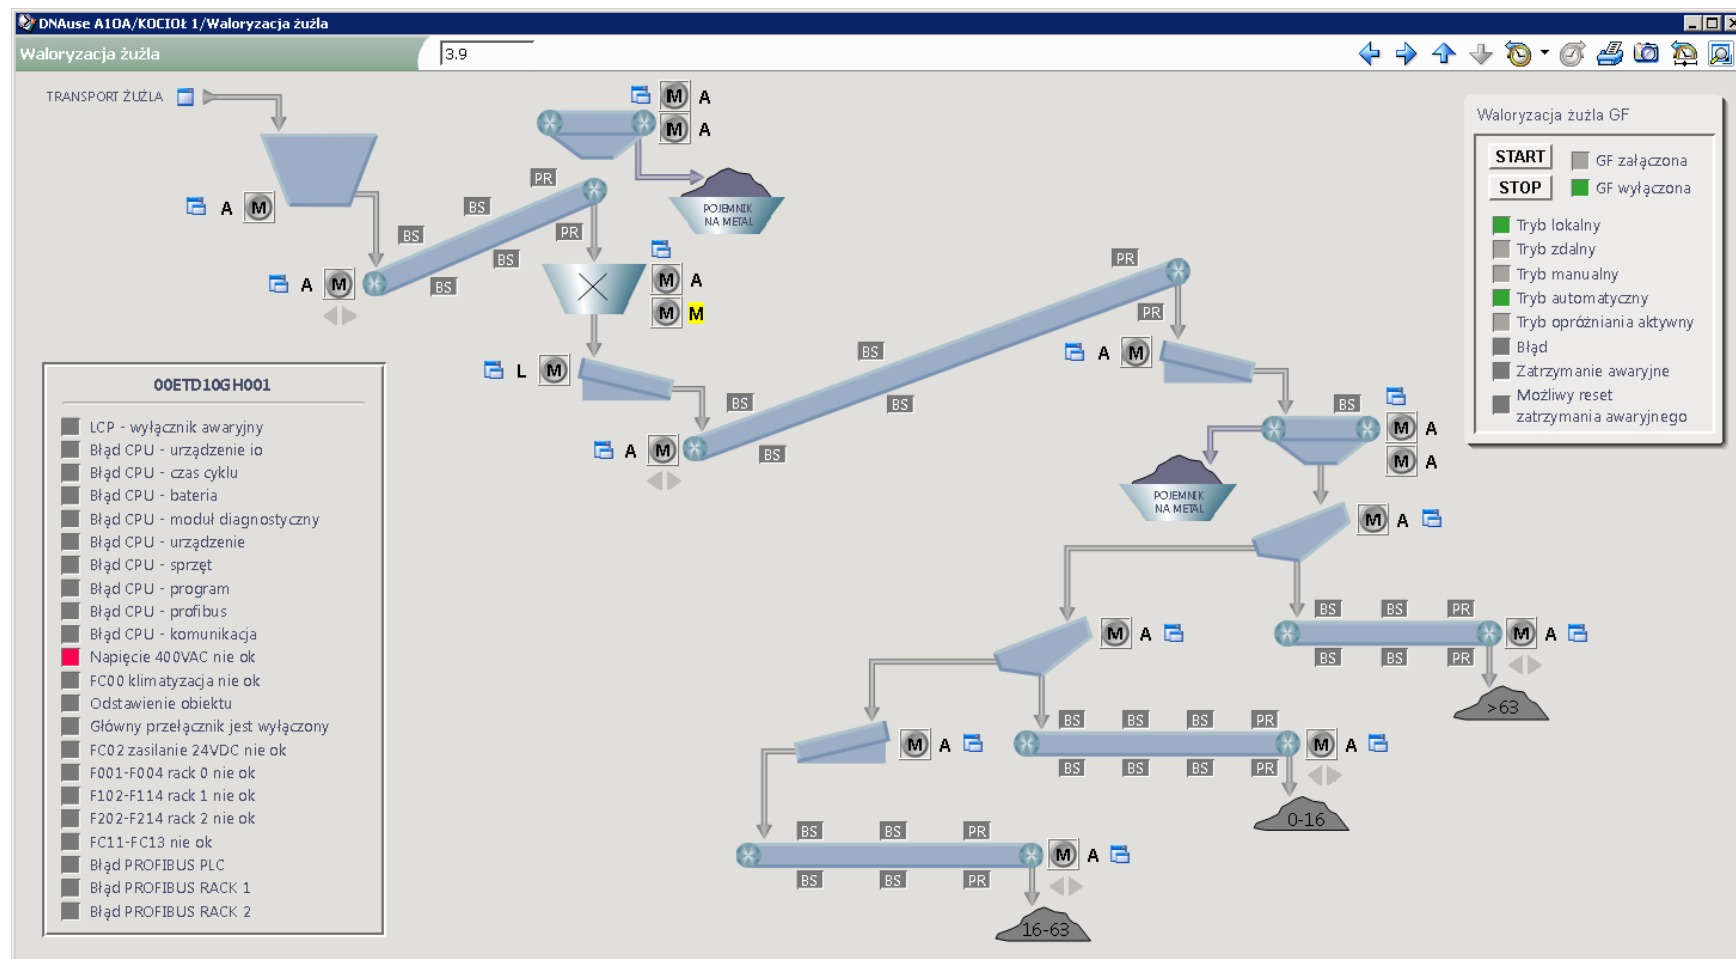 DNAuse A10A/KOCIOŁ 1/Waloryzacja żużla
Waloryzacja żużla
3.9
TRANSPORT ŻUŻLA
M A
M A
PR
POJEMNIK
NA METAL
A M
BS
PR
BS
BS
A M
BS
M A
M M
PR
PR
L M
BS
A M
BS
BS
BS
A M
BS
M A
M A
POJEMNIK
NA METAL
M A
BS BS PR
M A
M A
BS BS PR
>63
BS BS BS PR
M A
M A
BS BS BS PR
0-16
BS BS PR
M A
BS BS PR
16-63
00ETD10GH001
LCP - wyłącznik awaryjny
Błąd CPU - urządzenie io
Błąd CPU - czas cyklu
Błąd CPU - bateria
Błąd CPU - moduł diagnostyczny
Błąd CPU - urządzenie
Błąd CPU - sprzęt
Błąd CPU - program
Błąd CPU - profibus
Błąd CPU - komunikacja
Napięcie 400VAC nie ok
FC00 klimatyzacja nie ok
Odstawienie obiektu
Główny przełącznik jest wyłączony
FC02 zasilanie 24VDC nie ok
F001-F004 rack 0 nie ok
F102-F114 rack 1 nie ok
F202-F214 rack 2 nie ok
FC11-FC13 nie ok
Błąd PROFIBUS PLC
Błąd PROFIBUS RACK 1
Błąd PROFIBUS RACK 2
Waloryzacja żużla GF
START
GF załączona
STOP
GF wyłączona
Tryb lokalny
Tryb zdalny
Tryb manualny
Tryb automatyczny
Tryb opróżniania aktywny
Błąd
Zatrzymanie awaryjne
Możliwy reset
zatrzymania awaryjnego